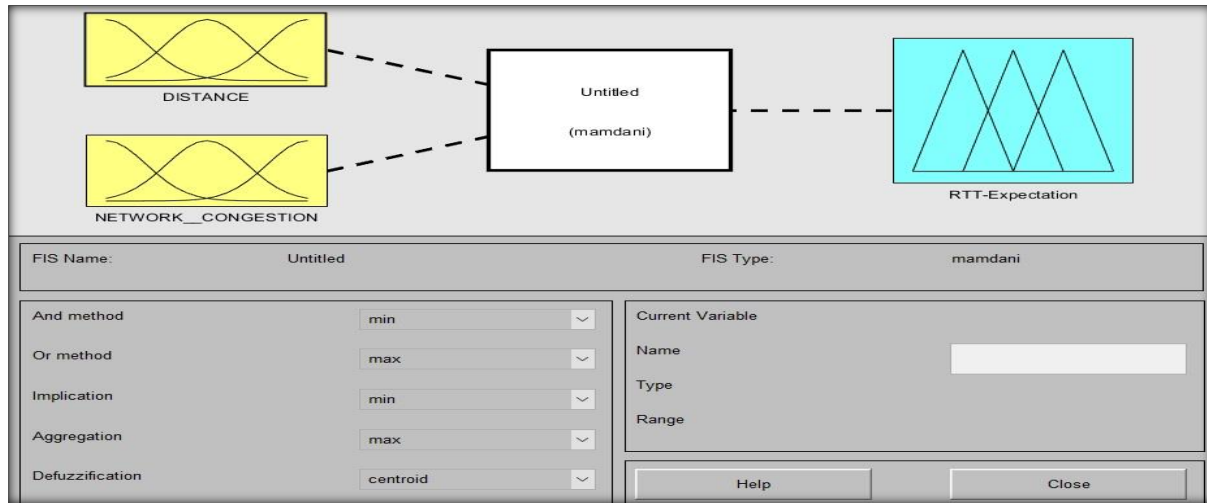 DISTANCE
Untitled
(mamdani)
RTT-Expectation
NETWORK__CONGESTION
FIS Name: Untitled FIS Type: mamdani
And method min
Or method max
Implication min
Aggregation max
Defuzzification centroid
Current Variable
Name
Type
Range
Help Close